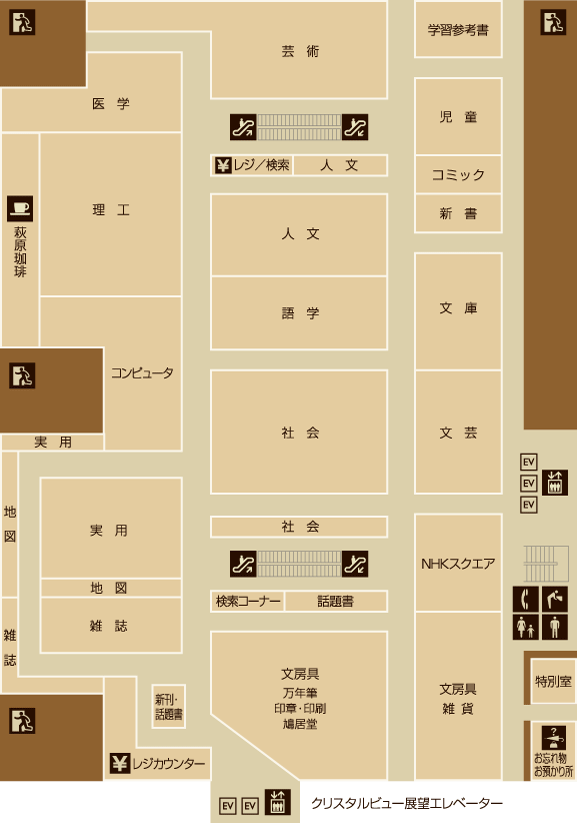 学習参考書
芸 術
医 学
児 童
¥ レジ／検索
人 文
コミック
理 工
新 書
萩原珈琲
人 文
語 学
文 庫
コンピュータ
社 会
文 芸
実 用
EV
EV
EV
地図
社 会
実 用
NHKスクエア
地 図
検索コーナー
話題書
雑 誌
雑誌
文房具
万年筆
印章・印刷
鳩居堂
文房具
雑 貨
特別室
新刊・
話題書
?
¥ レジカウンター
お忘れ物
お預かり所
EV
EV
クリスタルビュー展望エレベーター